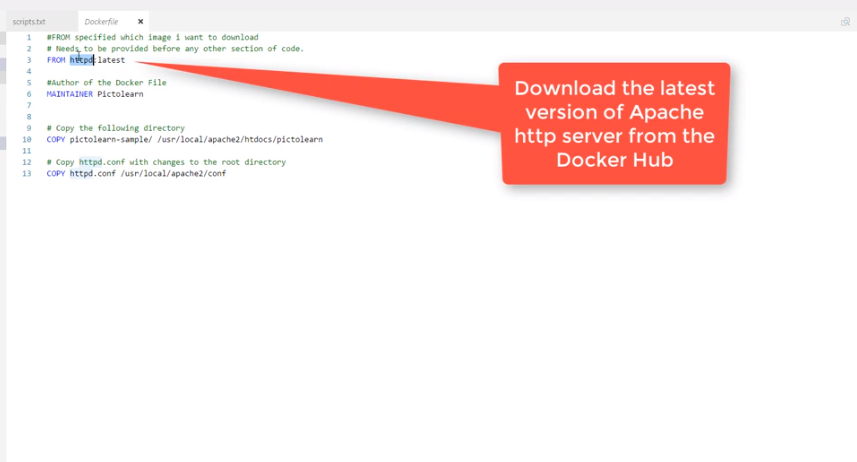 scripts.txt
Dockerfile
1 #FROM specified which image i want to download
2 # Needs to be provided before any other section of code.
3 FROM httpd:latest
4
5 #Author of the Docker File
6 MAINTAINER Pictolearn
7
8
9 # Copy the following directory
10 COPY pictolearn-sample/ /usr/local/apache2/htdocs/pictolearn
11
12 # Copy httpd.conf with changes to the root directory
13 COPY httpd.conf /usr/local/apache2/conf
Download the latest
version of Apache
http server from the
Docker Hub